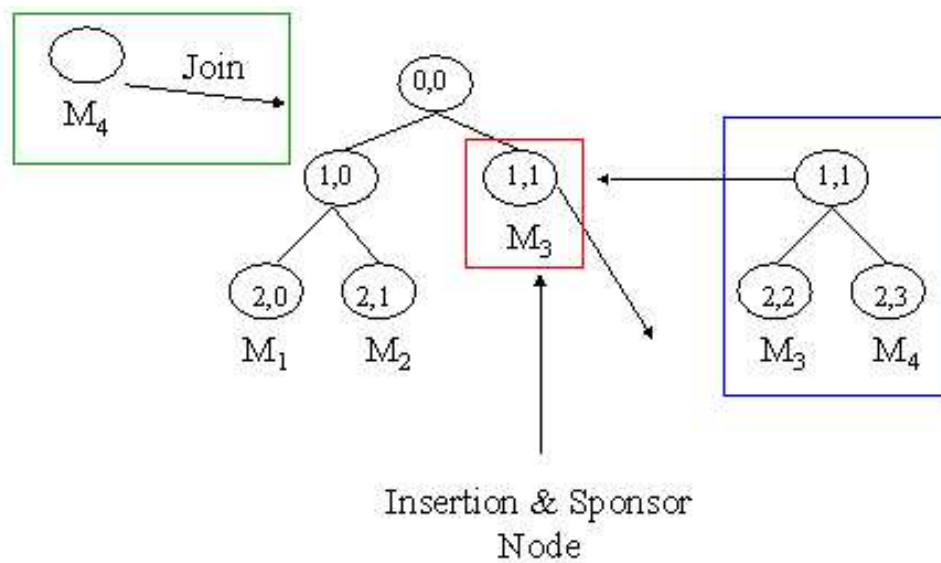 Join
M₄
0,0
1,0
1,1
1,1
M₃
2,0
2,1
2,2
2,3
M₁
M₂
M₃
M₄
Insertion & Sponsor
Node